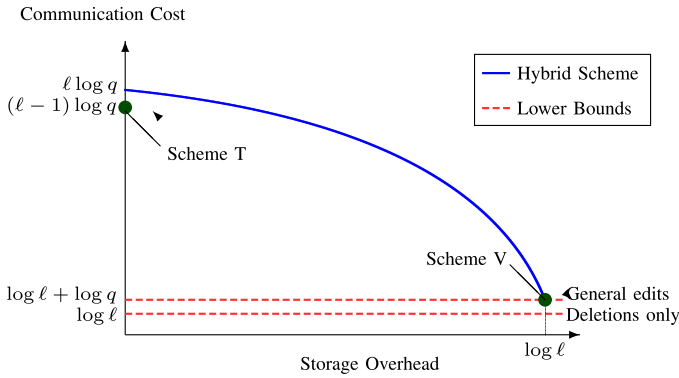 Communication Cost
ℓ log q
(ℓ − 1) log q
Scheme T
Hybrid Scheme
Lower Bounds
Scheme V
log ℓ + log q
General edits
log ℓ
Deletions only
log ℓ
Storage Overhead